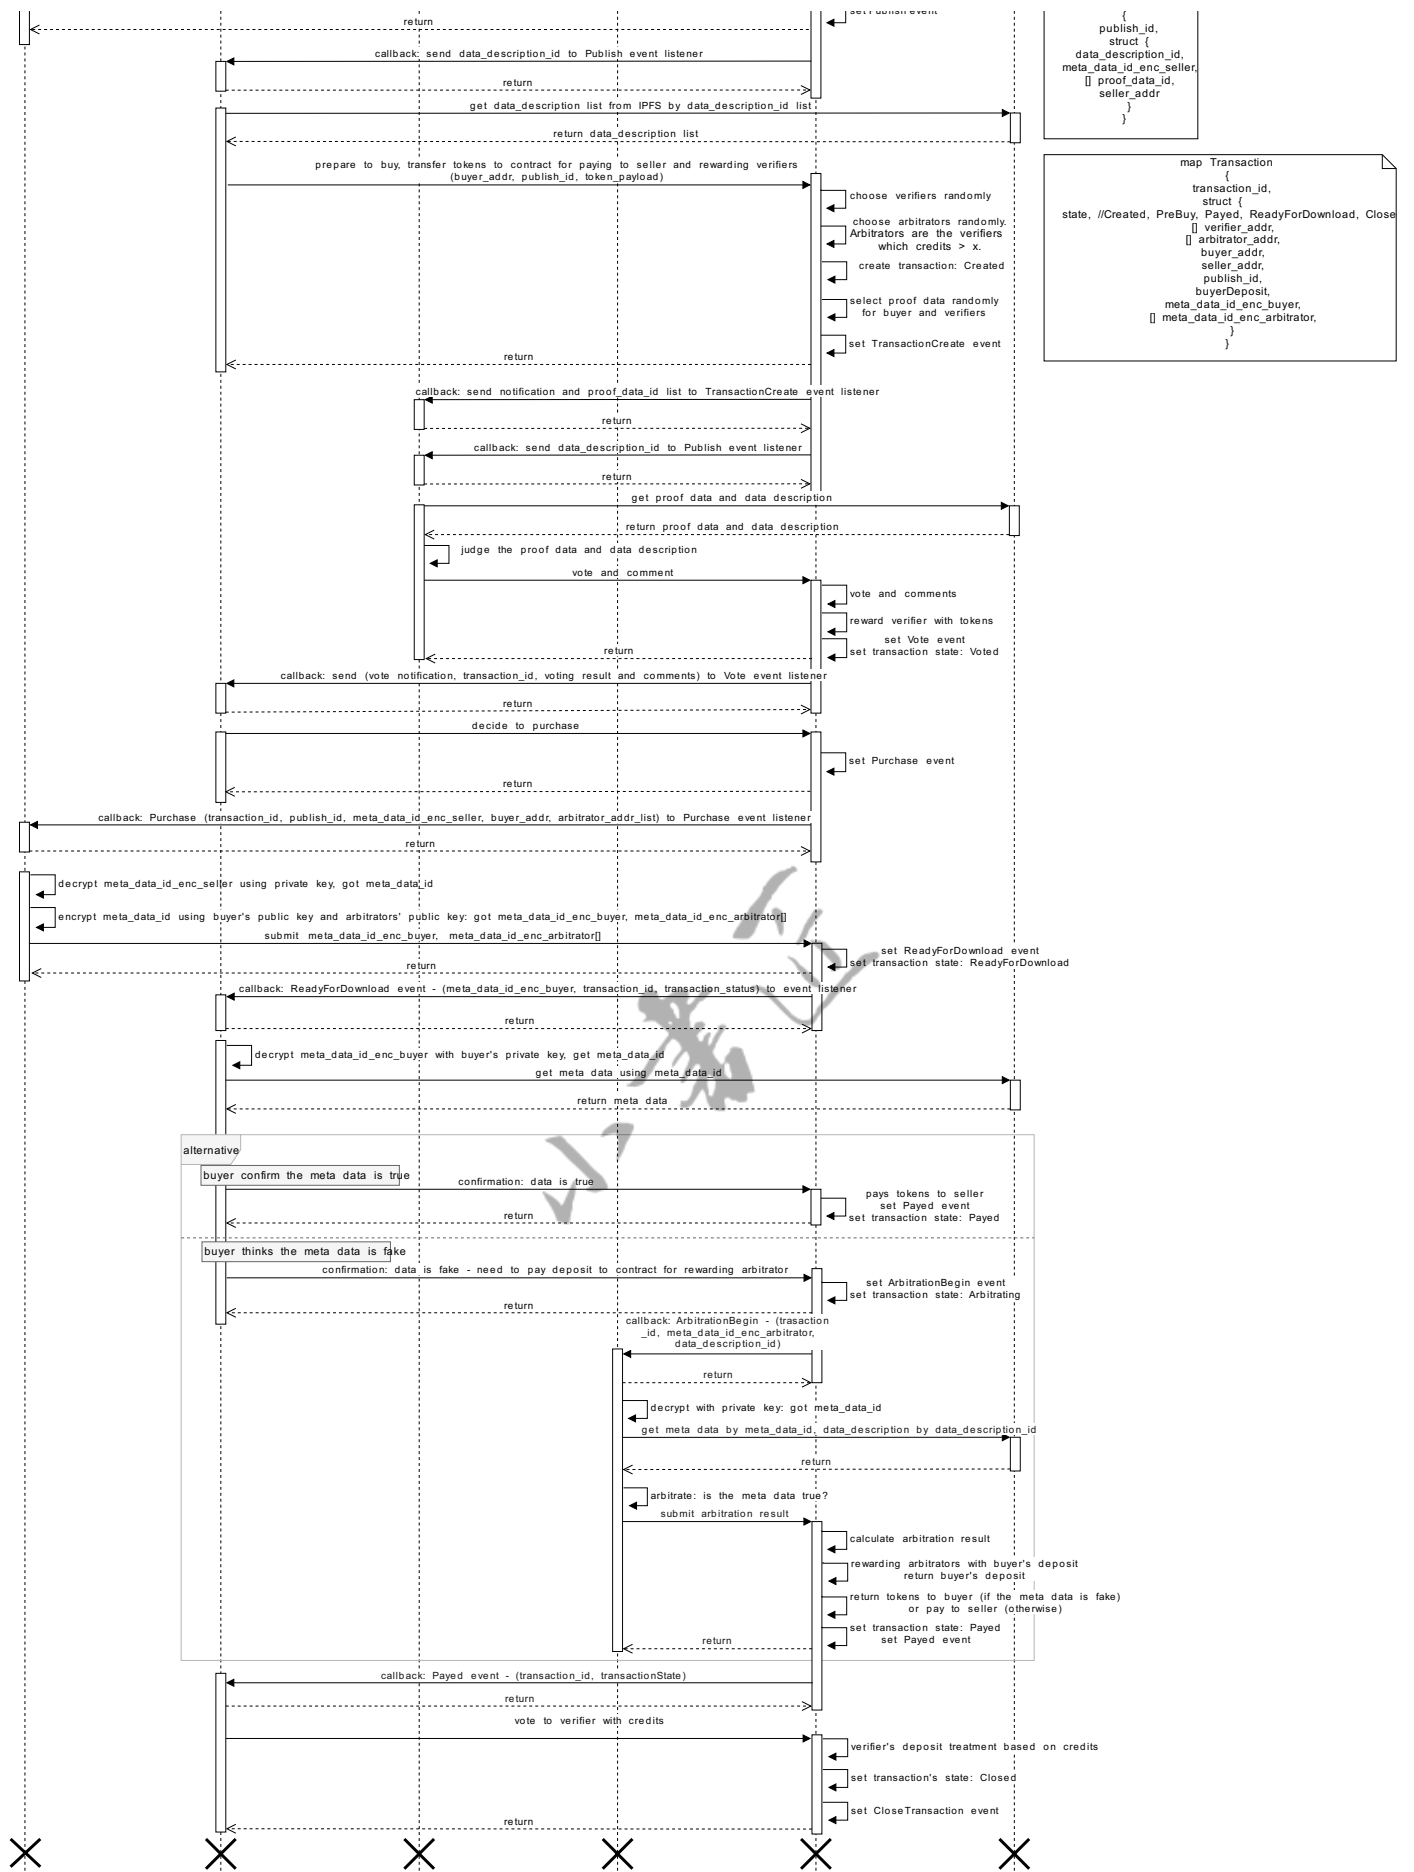 return
set Publish event
{
publish_id,
struct {
data_description_id,
meta_data_id_enc_seller,
[] proof_data_id,
seller_addr
}
}
callback: send data_description_id to Publish event listener
return
get data_description list from IPFS by data_description_id list
return data_description list
prepare to buy, transfer tokens to contract for paying to seller and rewarding verifiers
(buyer_addr, publish_id, token_payload)
map Transaction
{
transaction_id,
struct {
state, //Created, PreBuy, Payed, ReadyForDownload, Close
[] verifier_addr,
[] arbitrator_addr,
buyer_addr,
seller_addr,
publish_id,
buyerDeposit,
meta_data_id_enc_buyer,
[] meta_data_id_enc_arbitrator,
}
}
choose verifiers randomly
choose arbitrators randomly.
Arbitrators are the verifiers
which credits > x.
create transaction: Created
select proof data randomly
for buyer and verifiers
set TransactionCreate event
return
callback: send notification and proof_data_id list to TransactionCreate event listener
return
callback: send data_description_id to Publish event listener
return
get proof data and data description
return proof data and data description
judge the proof data and data description
vote and comment
vote and comments
reward verifier with tokens
set Vote event
set transaction state: Voted
return
callback: send (vote notification, transaction_id, voting result and comments) to Vote event listener
return
decide to purchase
set Purchase event
return
callback: Purchase (transaction_id, publish_id, meta_data_id_enc_seller, buyer_addr, arbitrator_addr_list) to Purchase event listener
return
decrypt meta_data_id_enc_seller using private key, got meta_data_id
encrypt meta_data_id using buyer's public key and arbitrators' public key: got meta_data_id_enc_buyer, meta_data_id_enc_arbitrator[]
submit meta_data_id_enc_buyer, meta_data_id_enc_arbitrator[]
set ReadyForDownload event
set transaction state: ReadyForDownload
return
callback: ReadyForDownload event - (meta_data_id_enc_buyer, transaction_id, transaction_status) to event listener
return
decrypt meta_data_id_enc_buyer with buyer's private key, get meta_data_id
get meta data using meta_data_id
return meta data
alternative
buyer confirm the meta data is true
confirmation: data is true
pays tokens to seller
set Payed event
set transaction state: Payed
return
buyer thinks the meta data is fake
confirmation: data is fake - need to pay deposit to contract for rewarding arbitrator
set ArbitrationBegin event
set transaction state: Arbitrating
return
callback: ArbitrationBegin - (trasaction
_id, meta_data_id_enc_arbitrator,
data_description_id)
return
decrypt with private key: got meta_data_id
get meta data by meta_data_id, data_description by data_description_id
return
arbitrate: is the meta data true?
submit arbitration result
calculate arbitration result
rewarding arbitrators with buyer's deposit
return buyer's deposit
return tokens to buyer (if the meta data is fake)
or pay to seller (otherwise)
set transaction state: Payed
set Payed event
return
callback: Payed event - (transaction_id, transactionState)
return
vote to verifier with credits
verifier's deposit treatment based on credits
set transaction's state: Closed
set CloseTransaction event
return